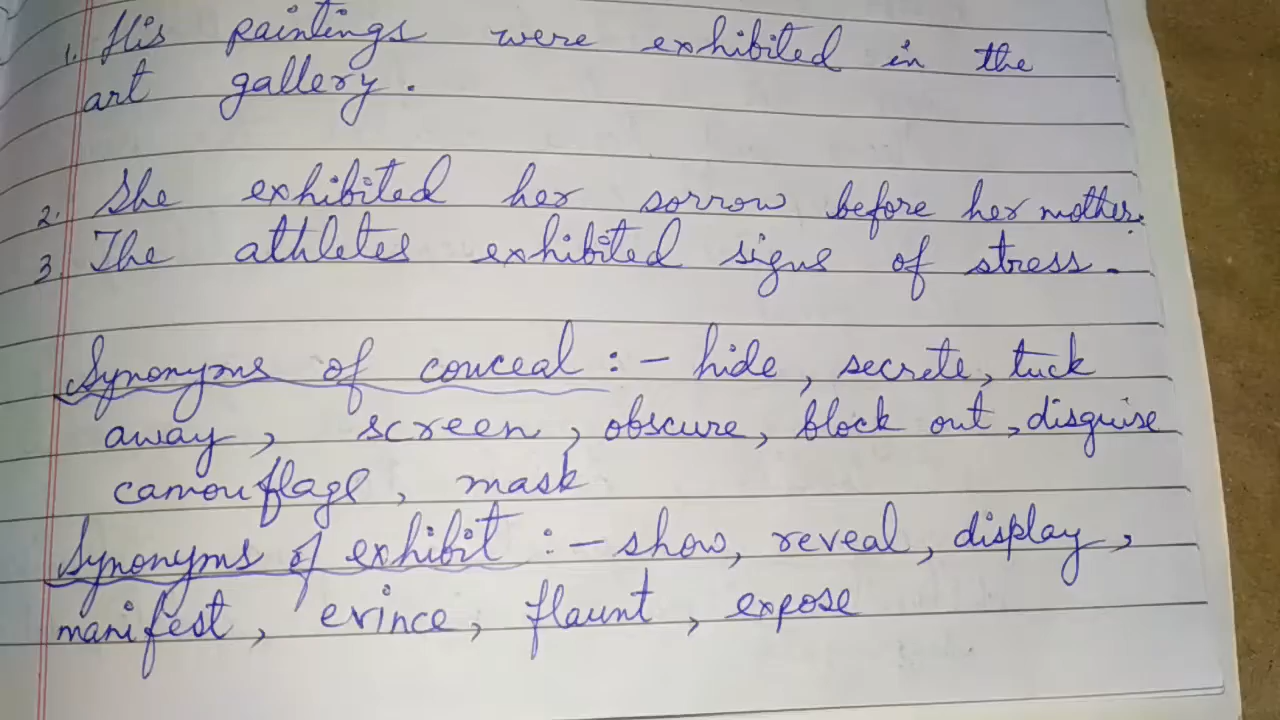 1. His paintings were exhibited in the
art gallery.
2. She exhibited her sorrow before her mother.
3. The athletes exhibited signs of stress.
Synonyms of conceal :- hide, secrete, tuck
away, screen, obscure, block out, disguise
camouflage, mask
Synonyms of exhibit :- show, reveal, display,
manifest, evince, flaunt, expose